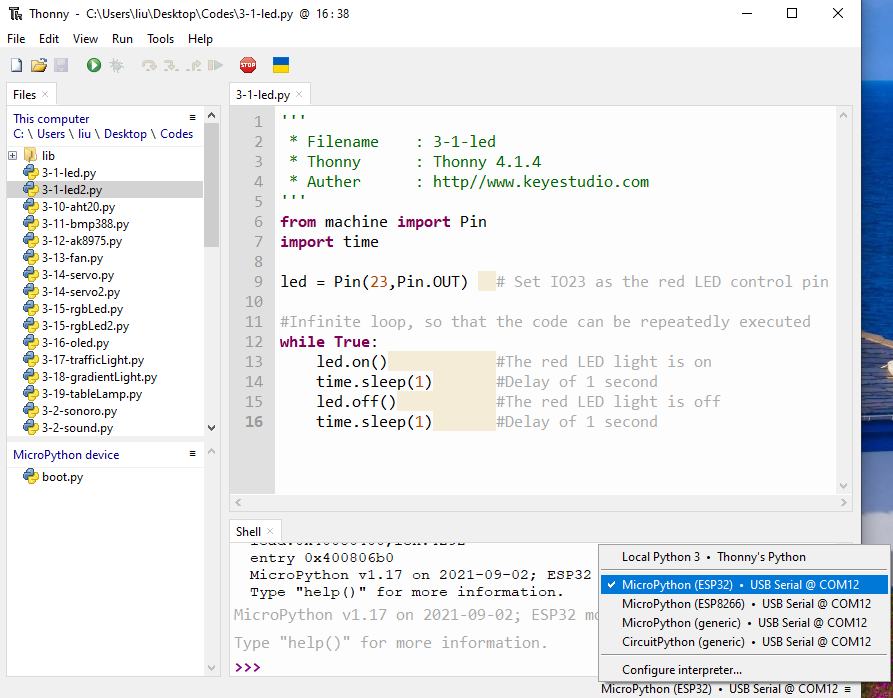 Thonny - C:\Users\liu\Desktop\Codes\3-1-led.py @ 16 : 38
File Edit View Run Tools Help
STOP
Files
3-1-led.py
This computer
C: \ Users \ liu \ Desktop \ Codes
lib
3-1-led.py
3-1-led2.py
3-10-aht20.py
3-11-bmp388.py
3-12-ak8975.py
3-13-fan.py
3-14-servo.py
3-14-servo2.py
3-15-rgbLed.py
3-15-rgbLed2.py
3-16-oled.py
3-17-trafficLight.py
3-18-gradientLight.py
3-19-tableLamp.py
3-2-sonoro.py
3-2-sound.py
MicroPython device
boot.py
1 '''
2 * Filename : 3-1-led
3 * Thonny : Thonny 4.1.4
4 * Auther : http//www.keyestudio.com
5 '''
6 from machine import Pin
7 import time
8
9 led = Pin(23,Pin.OUT) # Set IO23 as the red LED control pin
10
11 #Infinite loop, so that the code can be repeatedly executed
12 while True:
13 led.on() #The red LED light is on
14 time.sleep(1) #Delay of 1 second
15 led.off() #The red LED light is off
16 time.sleep(1) #Delay of 1 second
Shell
entry 0x400806b0
MicroPython v1.17 on 2021-09-02; ESP32
Type "help()" for more information.
MicroPython v1.17 on 2021-09-02; ESP32
Type "help()" for more information.
>>>
Local Python 3 • Thonny's Python
✓ MicroPython (ESP32) • USB Serial @ COM12
MicroPython (ESP8266) • USB Serial @ COM12
MicroPython (generic) • USB Serial @ COM12
CircuitPython (generic) • USB Serial @ COM12
Configure interpreter...
MicroPython (ESP32) • USB Serial @ COM12 ≡